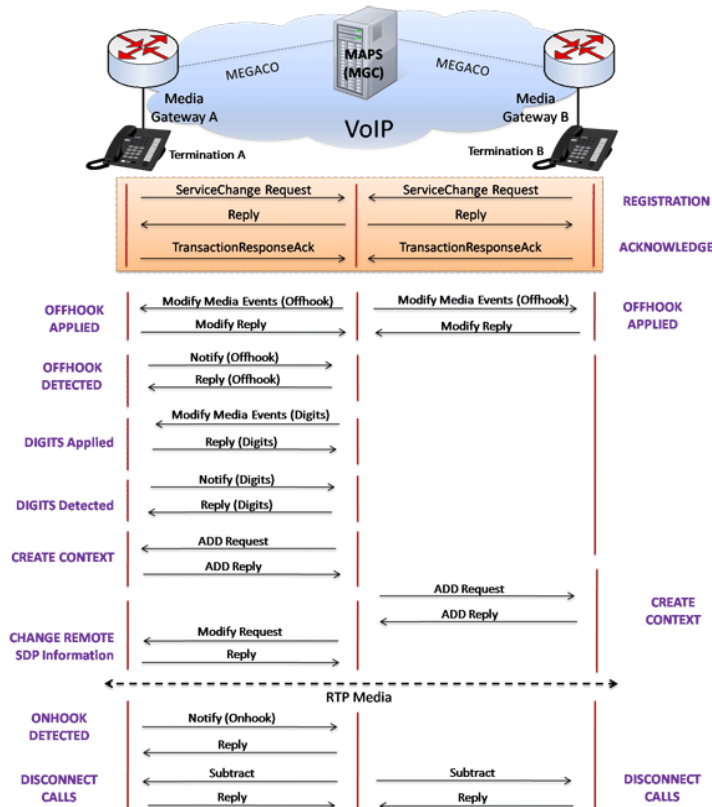 MEGACO
MAPS
(MGC)
MEGACO
Media
Gateway A
Media
Gateway B
VoIP
Termination A
Termination B
ServiceChange Request
ServiceChange Request
REGISTRATION
Reply
Reply
TransactionResponseAck
TransactionResponseAck
ACKNOWLEDGE
OFFHOOK
APPLIED
Modify Media Events (Offhook)
Modify Media Events (Offhook)
OFFHOOK
APPLIED
Modify Reply
Modify Reply
OFFHOOK
DETECTED
Notify (Offhook)
Reply (Offhook)
Modify Media Events (Digits)
DIGITS Applied
Reply (Digits)
Notify (Digits)
DIGITS Detected
Reply (Digits)
ADD Request
CREATE CONTEXT
ADD Reply
ADD Request
ADD Reply
CREATE
CONTEXT
CHANGE REMOTE
SDP Information
Modify Request
Reply
RTP Media
ONHOOK
DETECTED
Notify (Onhook)
Reply
DISCONNECT
CALLS
Subtract
Subtract
DISCONNECT
CALLS
Reply
Reply